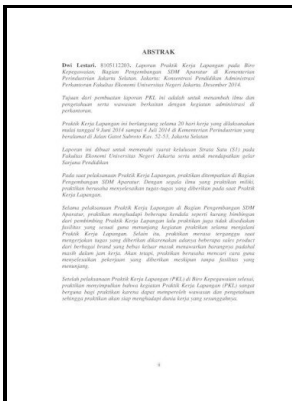 ABSTRAK
Dwi Lestari. 8105112203. Laporan Praktik Kerja Lapangan pada Biro
Kepegawaian, Bagian Pengembangan SDM Aparatur di Kementerian
Perindustrian Jakarta Selatan. Jakarta: Konsentrasi Pendidikan Administrasi
Perkantoran Fakultas Ekonomi Universitas Negeri Jakarta. Desember 2014.
Tujuan dari pembuatan laporan PKL ini adalah untuk menambah ilmu dan
pengetahuan serta wawasan berkaitan dengan kegiatan administrasi di
perkantoran.
Praktik Kerja Lapangan ini berlangsung selama 20 hari kerja yang dilaksanakan
mulai tanggal 9 Juni 2014 sampai 4 Juli 2014 di Kementerian Perindustrian yang
beralamat di Jalan Gatot Subroto Kav. 52-53, Jakarta Selatan.
Laporan ini dibuat untuk memenuhi syarat kelulusan Strata Satu (S1) pada
Fakultas Ekonomi Universitas Negeri Jakarta serta untuk mendapatkan gelar
Sarjana Pendidikan
Pada saat pelaksanaan Praktik Kerja Lapangan, praktikan ditempatkan di Bagian
Pengembangan SDM Aparatur. Dengan segala ilmu yang praktikan miliki,
praktikan berusaha menyelesaikan tugas-tugas yang diberikan pada saat Praktik
Kerja Lapangan.
Selama pelaksanaan Praktik Kerja Lapangan di Bagian Pengembangan SDM
Aparatur, praktikan menghadapi beberapa kendala seperti kurang bimbingan
dari pembimbing Praktik Kerja Lapangan lalu praktikan juga tidak disediakan
fasilitas yang sesuai guna menunjang kegiatan praktikan selama menjalani
Praktik Kerja Lapangan. Selain itu, praktikan merasa terganggu saat
mengerjakan tugas yang diberikan dikarenakan adanya beberapa sales product
dari berbagai brand yang bebas keluar masuk menawarkan barangnya padahal
masih dalam jam kerja. Akan tetapi, praktikan berusaha mencari cara guna
menyelesaikan pekerjaan yang diberikan meskipun tanpa fasilitas yang
menunjang.
Setelah pelaksanaan Praktik Kerja Lapangan (PKL) di Biro Kepegawaian selesai,
praktikan menyimpulkan bahwa kegiatan Praktik Kerja Lapangan (PKL) sangat
berguna bagi praktikan karena dapat memperoleh wawasan dan pengetahuan
sehingga praktikan akan siap menghadapi dunia kerja yang sesungguhnya.